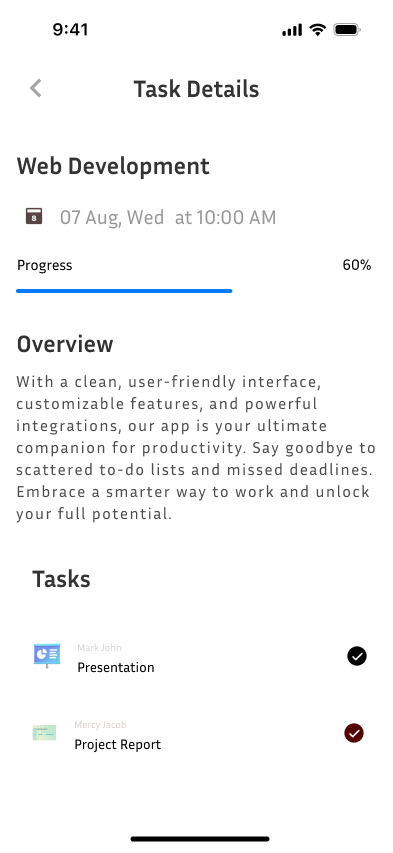 9:41
Task Details
Web Development
8
07 Aug, Wed at 10:00 AM
Progress 60%
Overview
With a clean, user-friendly interface,
customizable features, and powerful
integrations, our app is your ultimate
companion for productivity. Say goodbye to
scattered to-do lists and missed deadlines.
Embrace a smarter way to work and unlock
your full potential.
Tasks
Mark John
Presentation
Mercy Jacob
Project Report